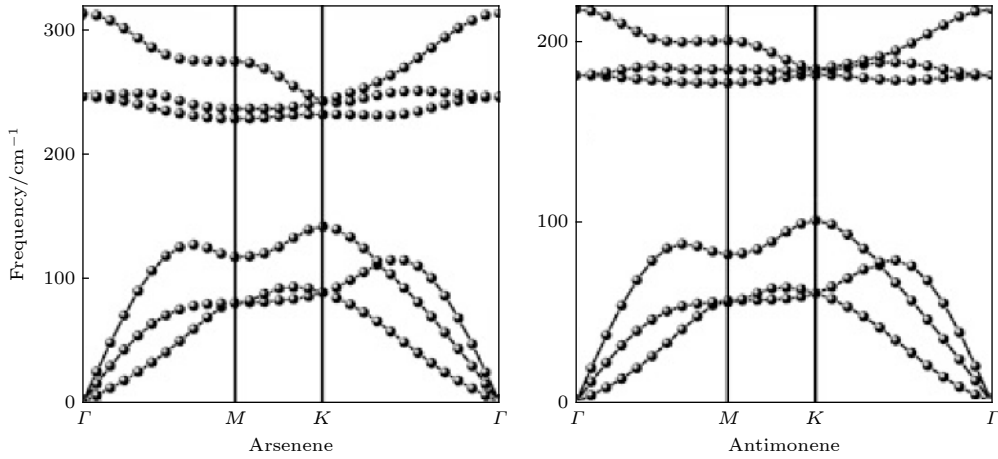 300
200
100
0
Frequency/cm⁻¹
Γ M K Γ
Arsenene
200
100
0
Γ M K Γ
Antimonene